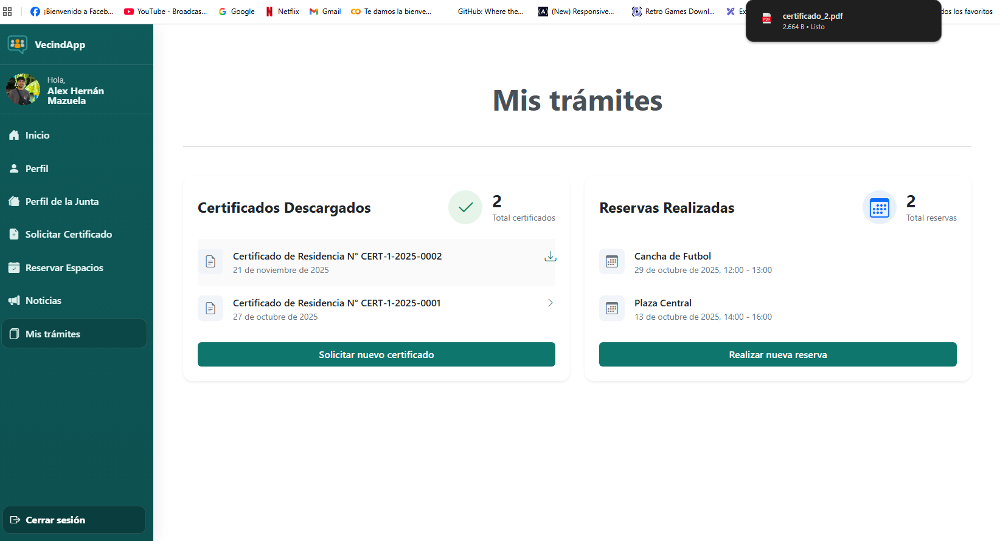 ¡Bienvenido a Faceb...
YouTube - Broadcas...
Google
Netflix
Gmail
Te damos la bienve...
GitHub: Where the...
(New) Responsive...
Retro Games Downl...
Ex
dos los favoritos
PDF
certificado_2.pdf
2.664 B • Listo
VecindApp
Hola,
Alex Hernán
Mazuela
Inicio
Perfil
Perfil de la Junta
Solicitar Certificado
Reservar Espacios
Noticias
Mis trámites
Cerrar sesión
Mis trámites
Certificados Descargados
2
Total certificados
Certificado de Residencia N° CERT-1-2025-0002
21 de noviembre de 2025
Certificado de Residencia N° CERT-1-2025-0001
27 de octubre de 2025
Solicitar nuevo certificado
Reservas Realizadas
2
Total reservas
Cancha de Futbol
29 de octubre de 2025, 12:00 - 13:00
Plaza Central
13 de octubre de 2025, 14:00 - 16:00
Realizar nueva reserva